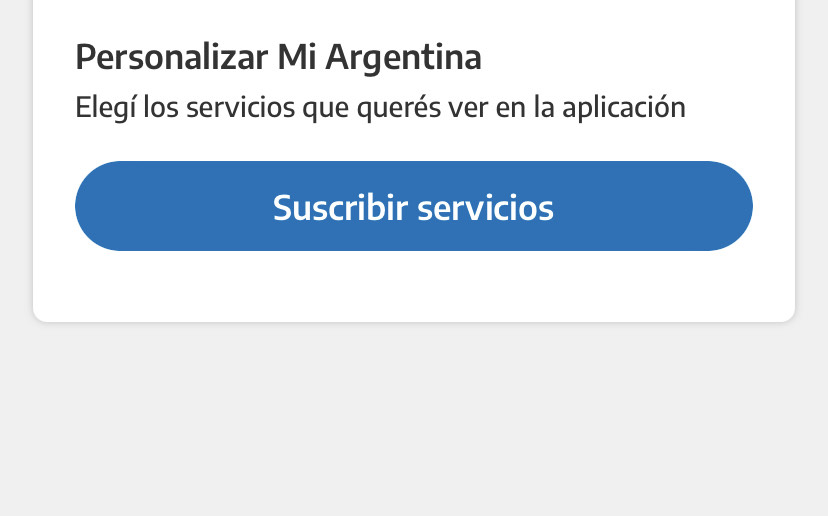 Personalizar Mi Argentina
Elegí los servicios que querés ver en la aplicación
Suscribir servicios